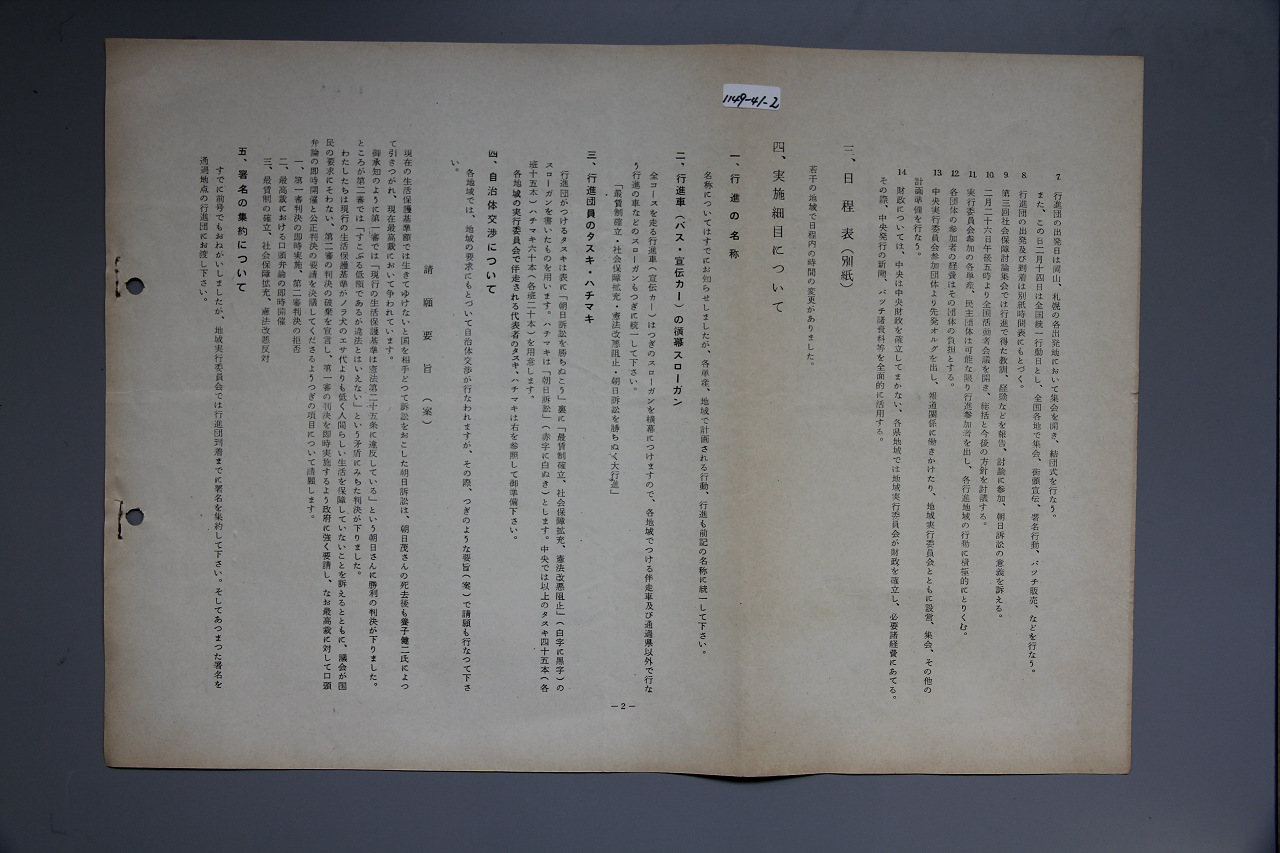 1149-41-2
7 行進団の出発日は岡山、札幌の各出発地において集会を開き、結団式を行なう。
また、この日二月十四日は全国統一行動日とし、全国各地で集会、街頭宣伝、署名行動、バッチ販売、などを行なう。
8 行進団の出発及び到着は別紙時間表にもとづく。
9 第三回社会保障討論集会では行進で得た教訓、経験などを報告、討論に参加、朝日訴訟の意義を訴える。
10 二月二十六日午後五時より全国活動者会議を開き、総括と今後の方針を討議する。
11 実行委員会参加の各単産、民主団体は可能な限り行進参加者を出し、各行進地域の行動に積極的にとりくむ。
12 各団体の参加者の経費はその団体の負担とする。
13 中央実行委員会参加団体より先発オルグを出し、報道関係に働きかけたり、地域実行委員会とともに設営、集会、その他の
計画準備を行なう。
14 財政については、中央は中央財政を確立してまかない、各県地域では地域実行委員会が財政を確立し、必要諸経費にあてる。
その際、中央発行の新聞、バッチ諸資料等を全面的に活用する。
三、日程表(別紙)
若干の地域で日程内の時間の変更がありました。
四、実施細目について
一、行進の名称
名称についてはすでにお知らせしましたが、各単産、地域で計画される行動、行進も前記の名称に統一して下さい。
二、行進車(バス・宣伝カー)の横幕スローガン
全コースを走る行進車(宣伝カー)はつぎのスローガンを横幕につけますので、各地域でつける伴走車及び通過県以外で行な
う行進の車などのスローガンもつぎに統一して下さい。
「最賃制確立・社会保障拡充・憲法改悪阻止・朝日訴訟を勝ちぬく大行進」
三、行進団員のタスキ・ハチマキ
行進団がつけるタスキは表に「朝日訴訟を勝ちぬこう」裏に「最賃制確立、社会保障拡充、憲法改悪阻止」(白字に黒字)の
スローガンを書いたものを用います。ハチマキは「朝日訴訟」(赤字に白ぬき)とします。中央では以上のタスキ四十五本(各
班十五本)ハチマキ六十本(各班二十本)を用意します。
各地域の実行委員会で伴走される代表者のタスキ、ハチマキは右を参照して御準備下さい。
四、自治体交渉について
各地域では、地域の要求にもとづいて自治体交渉が行なわれますが、その際、つぎのような要旨(案)で請願も行なつて下さ
い。
請願要旨(案)
現在の生活保護基準額では生きてゆけないと国を相手どつて訴訟をおこした朝日訴訟は、朝日茂さんの死去後も養子健二氏によつ
て引きつがれ、現在最高裁において争われています。
御承知のように第一審では「現行の生活保護基準は憲法第二十五条に違反している」という朝日さんに勝利の判決が下りました。
ところが第二審では「すこぶる低額であるが違法とはいえない」という矛盾にみちた判決が下りました。
わたしたちは現行の生活保護基準がノラ犬のエサ代よりも低く人間らしい生活を保障していないことを訴えるとともに、議会が国
民の要求にそわない、第二審の判決の破棄を宣言し、第一審の判決を即時実施するよう政府に強く要請し、なお最高裁に対して口頭
弁論の即時開催と公正判決の要請を決議してくださるようつぎの項目について請願します。
一、第一審判決の即時実施、第二審判決の拒否
二、最高裁における口頭弁論の即時開催
三、最賃制の確立、社会保障拡充、憲法改悪反対
五、署名の集約について
すでに前号でもおねがいしましたが、地域実行委員会では行進団到着までに署名を集約して下さい。そしてあつまつた署名を
通過地点の行進団にお渡し下さい。
—2—